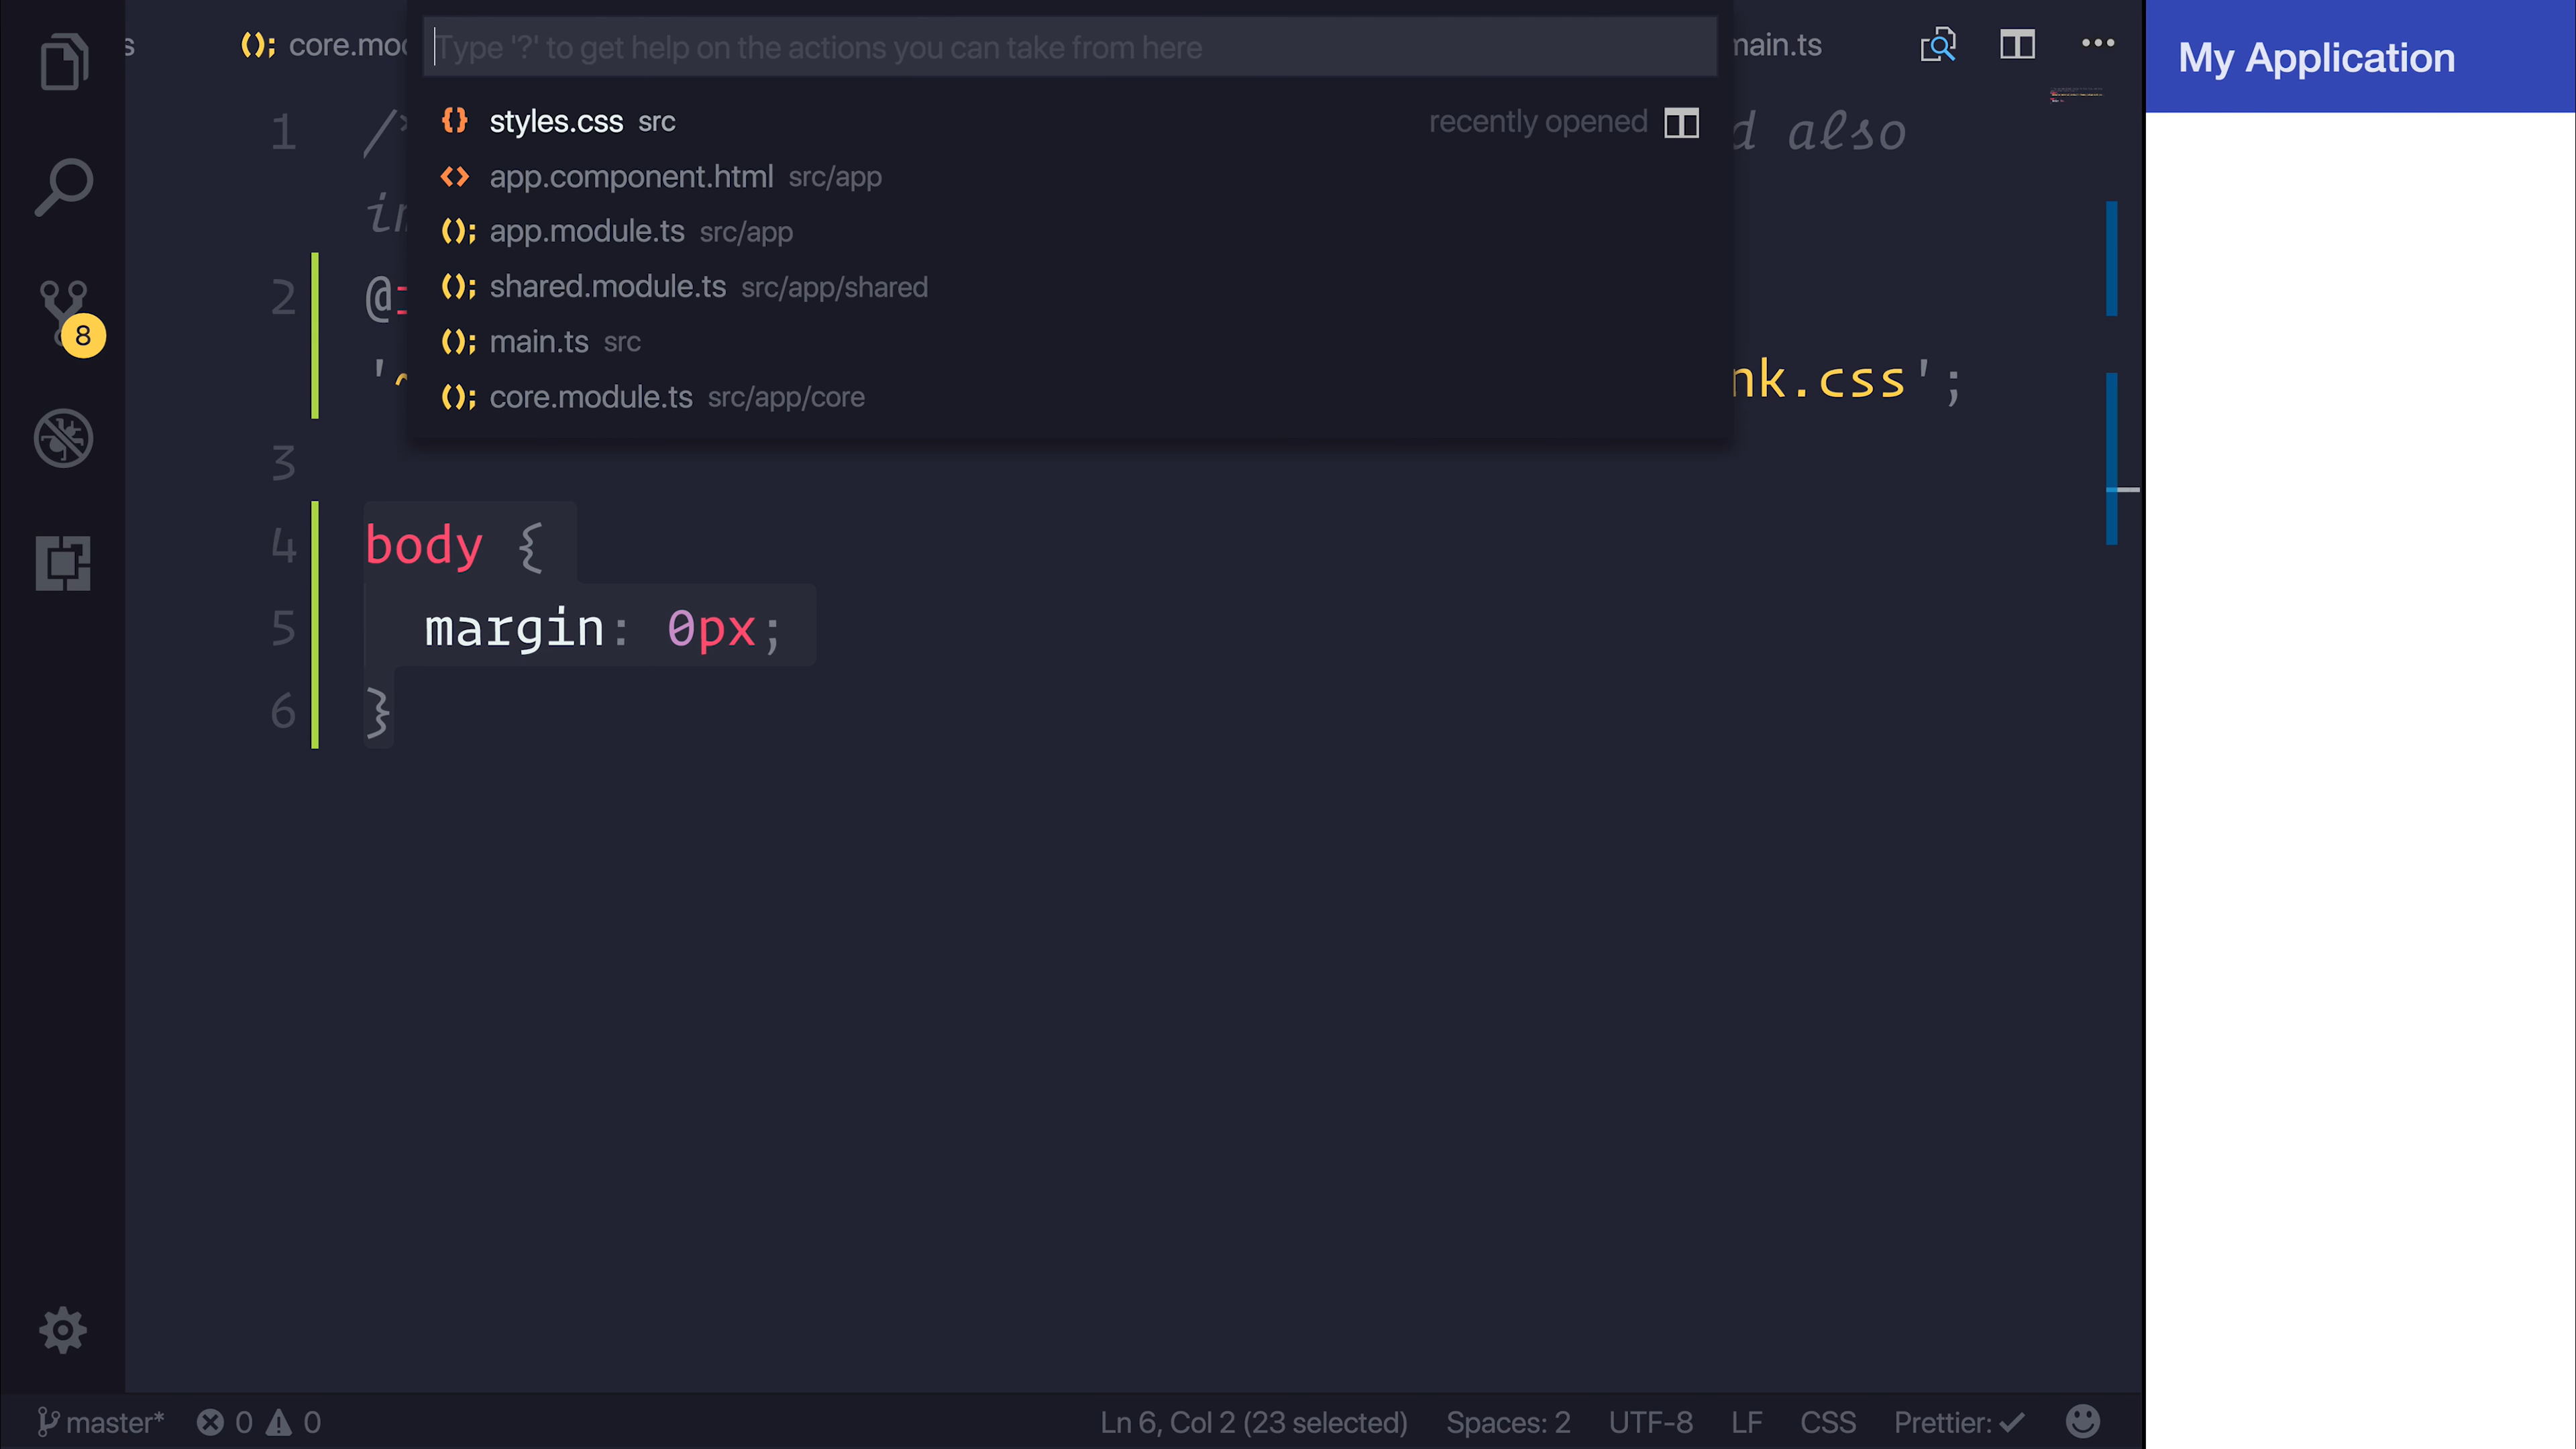 s
core.mod
Type '?' to get help on the actions you can take from here
main.ts
My Application
styles.css src
recently opened
app.component.html src/app
app.module.ts src/app
shared.module.ts src/app/shared
main.ts src
core.module.ts src/app/core
1 /* d also
in
2 @i
'~ nk.css';
3
4 body {
5 margin: 0px;
6 }
8
master* 0 0
Ln 6, Col 2 (23 selected) Spaces: 2 UTF-8 LF CSS Prettier: ✓